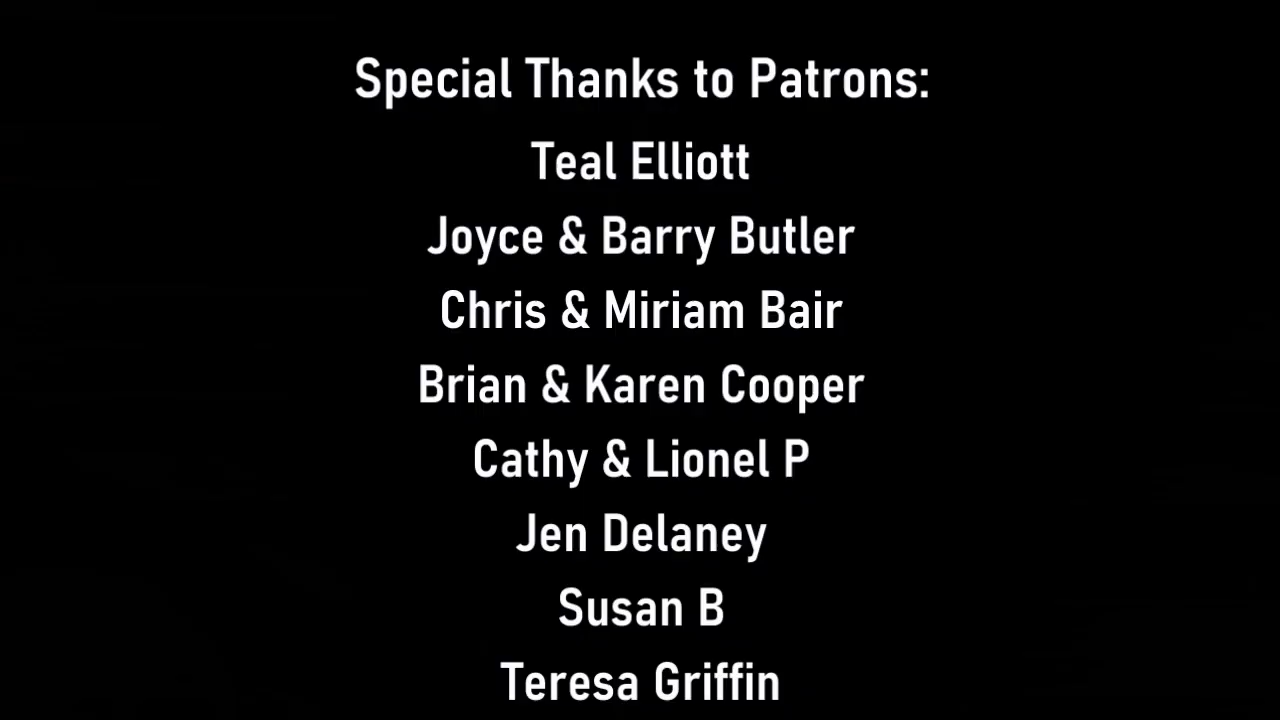 Special Thanks to Patrons:
Teal Elliott
Joyce & Barry Butler
Chris & Miriam Bair
Brian & Karen Cooper
Cathy & Lionel P
Jen Delaney
Susan B
Teresa Griffin